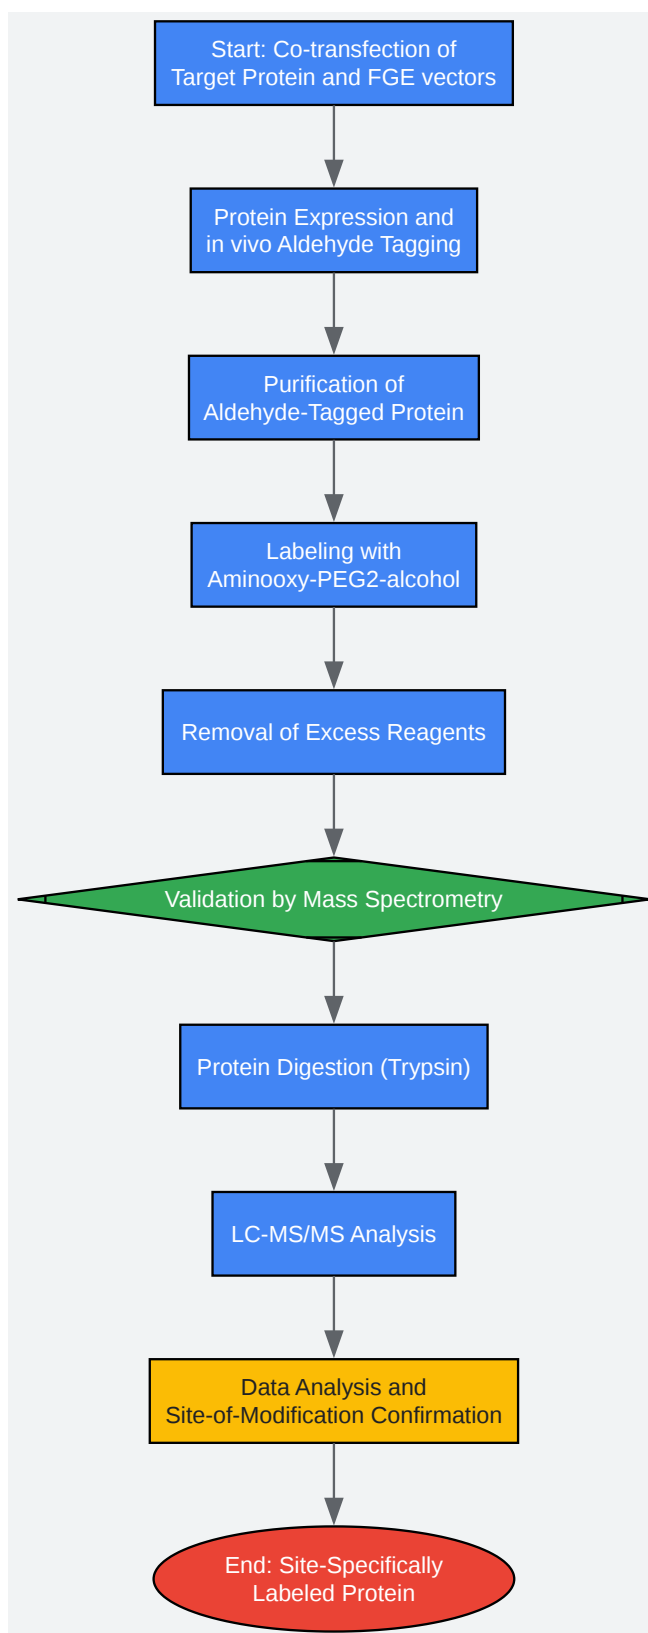 Start: Co-transfection of
Target Protein and FGE vectors
Protein Expression and
in vivo Aldehyde Tagging
Purification of
Aldehyde-Tagged Protein
Labeling with
Aminooxy-PEG2-alcohol
Removal of Excess Reagents
Validation by Mass Spectrometry
Protein Digestion (Trypsin)
LC-MS/MS Analysis
Data Analysis and
Site-of-Modification Confirmation
End: Site-Specifically
Labeled Protein